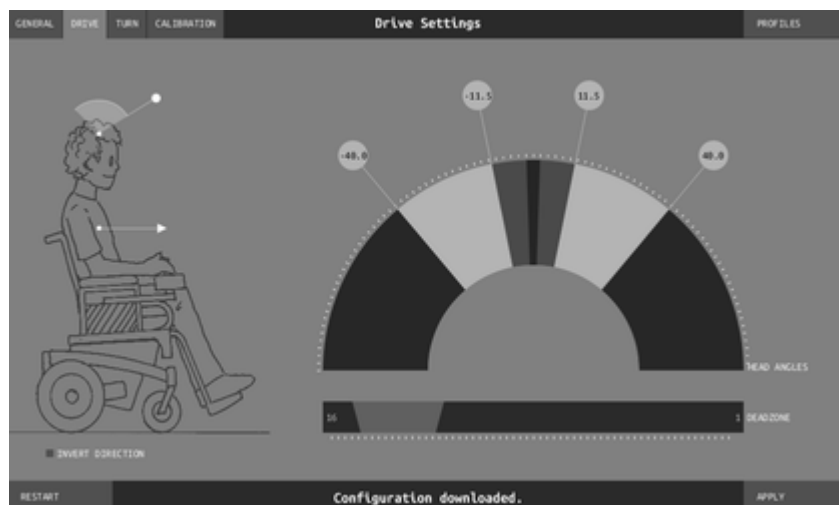 GENERAL DRIVE TURN CALIBRATION Drive Settings PROFILES
-11.5 11.5
-40.0 40.0
HEAD ANGLES
16 1 DEADZONE
INVERT DIRECTION
RESTART Configuration downloaded. APPLY